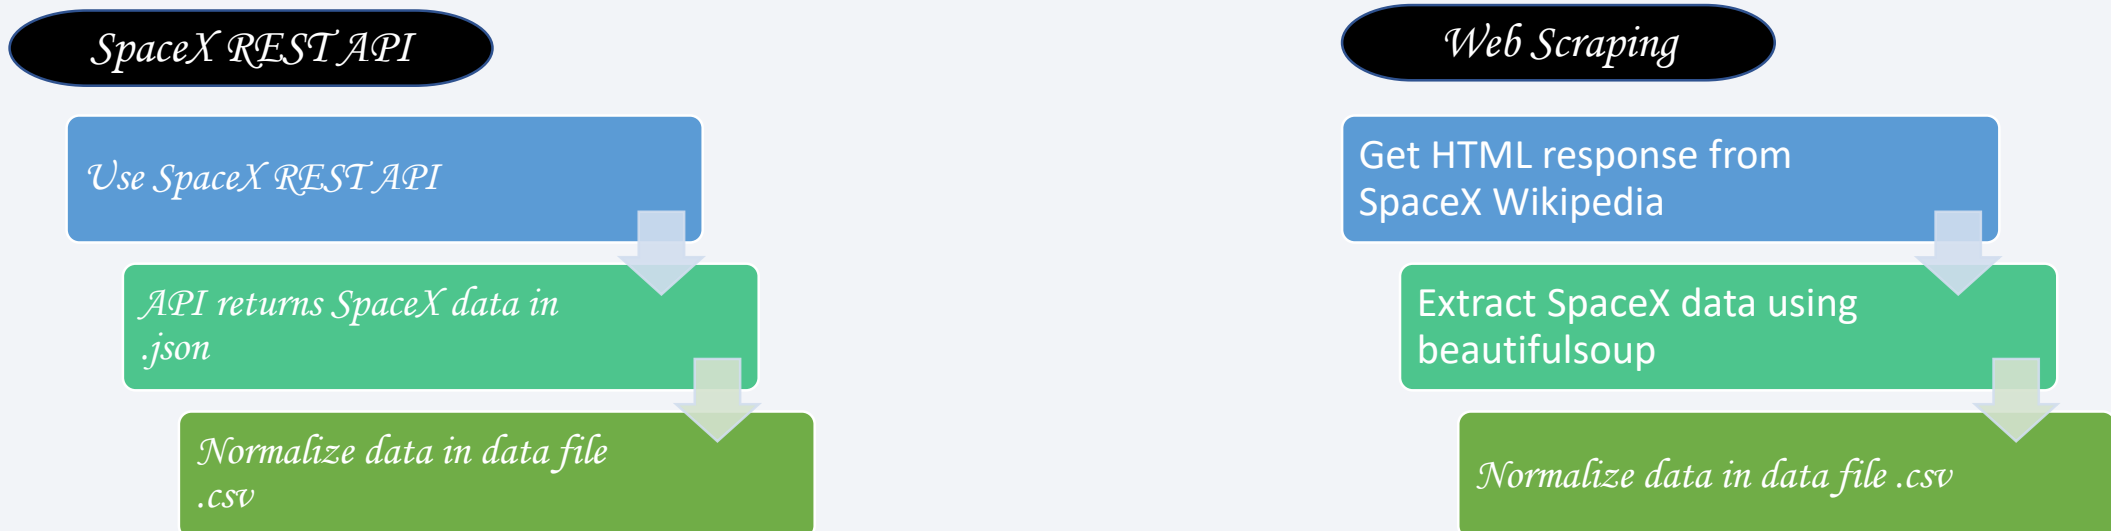 SpaceX REST API
Use SpaceX REST API
API returns SpaceX data in
.json
Normalize data in data file
.csv
Web Scraping
Get HTML response from
SpaceX Wikipedia
Extract SpaceX data using
beautifulsoup
Normalize data in data file .csv